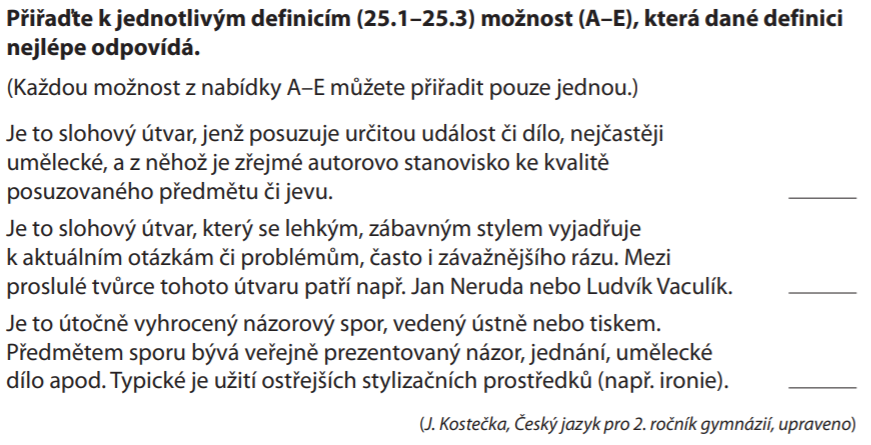 Přiřaďte k jednotlivým definicím (25.1–25.3) možnost (A–E), která dané definici
nejlépe odpovídá.
(Každou možnost z nabídky A–E můžete přiřadit pouze jednou.)
Je to slohový útvar, jenž posuzuje určitou událost či dílo, nejčastěji
umělecké, a z něhož je zřejmé autorovo stanovisko ke kvalitě
posuzovaného předmětu či jevu. ______
Je to slohový útvar, který se lehkým, zábavným stylem vyjadřuje
k aktuálním otázkám či problémům, často i závažnějšího rázu. Mezi
proslulé tvůrce tohoto útvaru patří např. Jan Neruda nebo Ludvík Vaculík. ______
Je to útočně vyhrocený názorový spor, vedený ústně nebo tiskem.
Předmětem sporu bývá veřejně prezentovaný názor, jednání, umělecké
dílo apod. Typické je užití ostřejších stylizačních prostředků (např. ironie). ______
(J. Kostečka, Český jazyk pro 2. ročník gymnázií, upraveno)